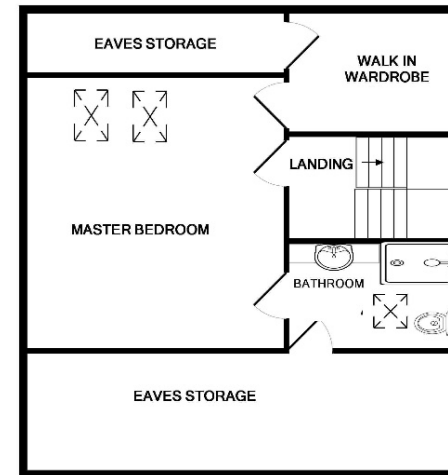 EAVES STORAGE
WALK IN
WARDROBE
LANDING
MASTER BEDROOM
BATHROOM
EAVES STORAGE